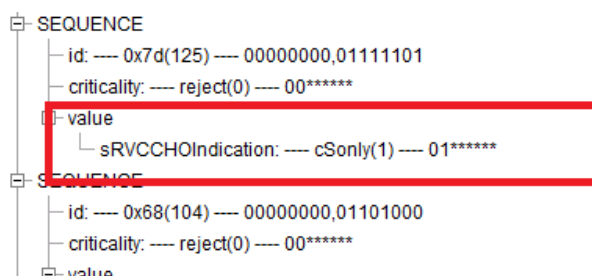 SEQUENCE
id: ---- 0x7d(125) ---- 00000000,01111101
criticality: ---- reject(0) ---- 00******
value
sRVCCHOIndication: ---- cSonly(1) ---- 01******
SEQUENCE
id: ---- 0x68(104) ---- 00000000,01101000
criticality: ---- reject(0) ---- 00******
value